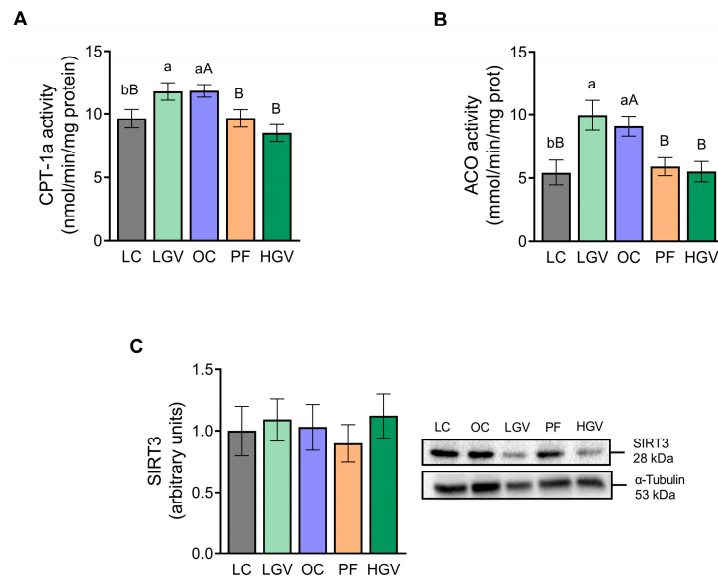 A
CPT-1a activity
(nmol/min/mg protein)
15
10
5
0
bB
a
aA
B
B
LC LGV OC PF HGV
B
ACO activity
(mmol/min/mg prot)
15
10
5
0
bB
a
aA
B
B
LC LGV OC PF HGV
C
SIRT3
(arbitrary units)
1.5
1.0
0.5
0.0
LC LGV OC PF HGV
LC OC LGV PF HGV
SIRT3
28 kDa
α-Tubulin
53 kDa